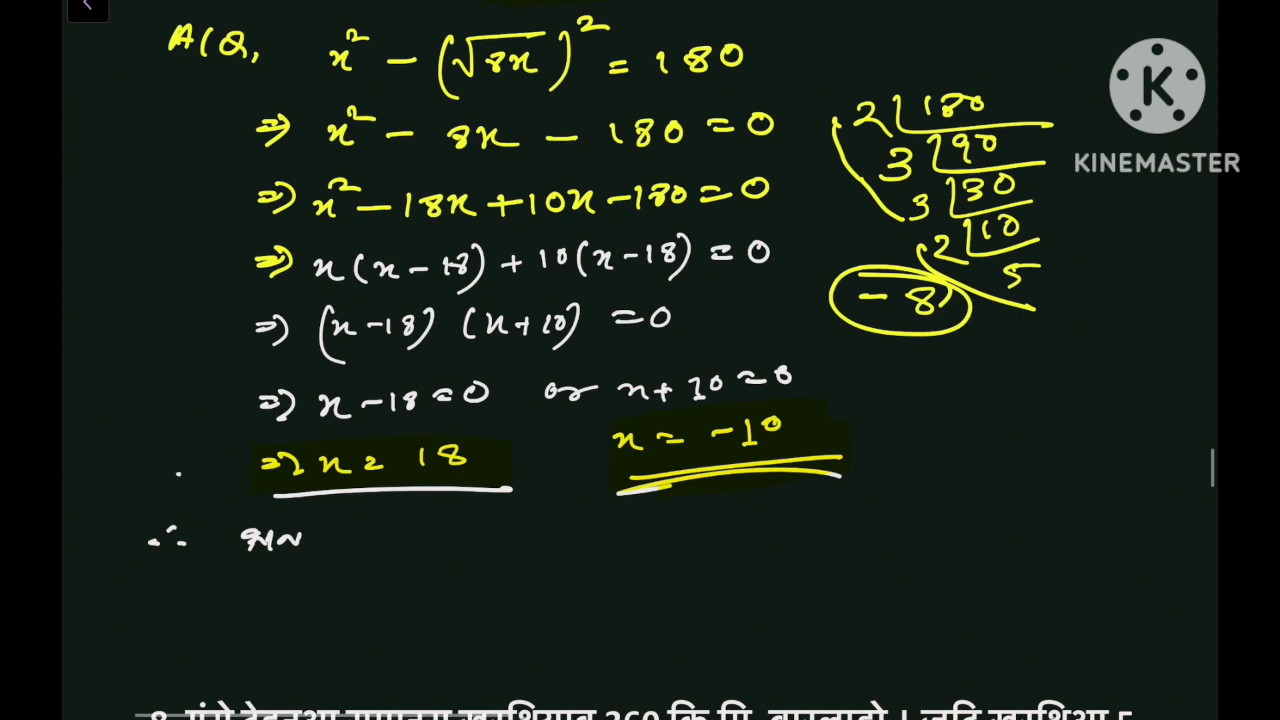 A/Q, x² - (√8x)² = 180
⇒ x² - 8x - 180 = 0
⇒ x² - 18x + 10x - 180 = 0
⇒ x(x - 18) + 10(x - 18) = 0
⇒ (x - 18) (x + 10) = 0
⇒ x - 18 = 0 or x + 10 = 0
⇒ x = 18 x = -10
∴
2 | 180
3 | 90
3 | 30
2 | 10
5
- 8
KINEMASTER
360 कि.मि.